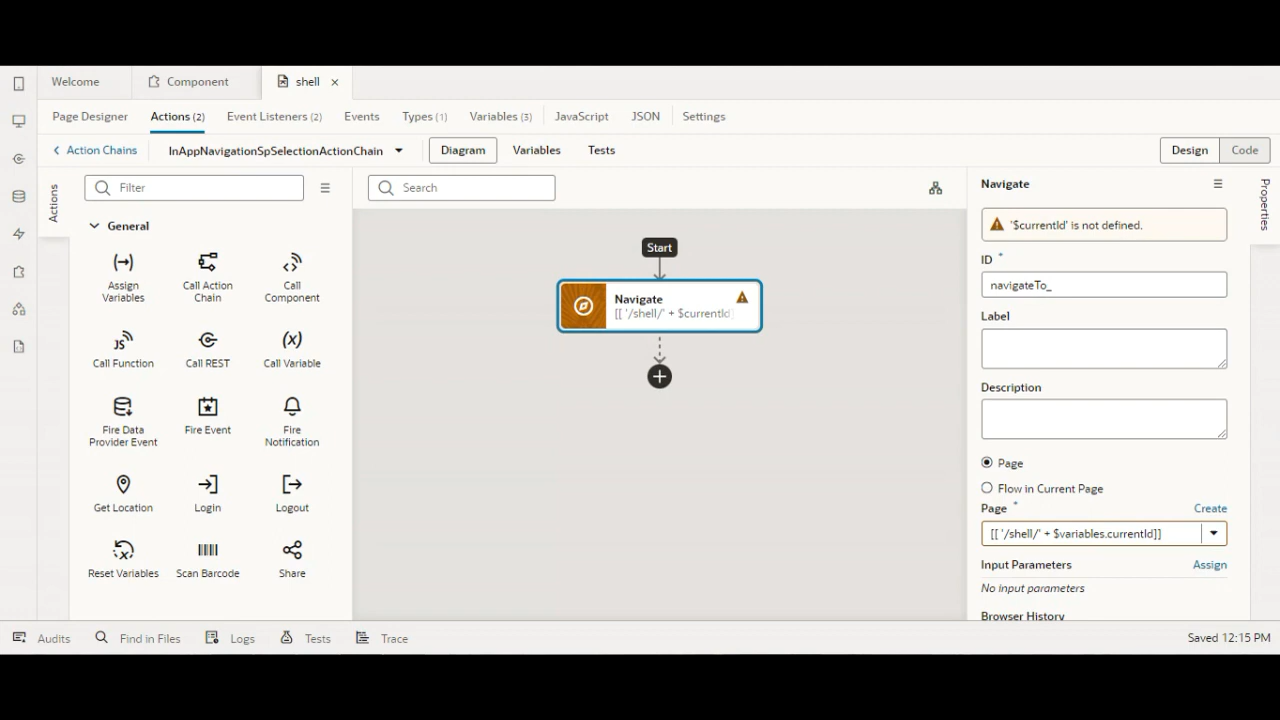 Welcome
Component
shell ×
Page Designer
Actions (2)
Event Listeners (2)
Events
Types (1)
Variables (3)
JavaScript
JSON
Settings
Action Chains
InAppNavigationSpSelectionActionChain
Diagram
Variables
Tests
Design
Code
Actions
Filter
Search
General
Assign
Variables
Call Action
Chain
Call
Component
JS
Call Function
Call REST
(x)
Call Variable
Fire Data
Provider Event
Fire Event
Fire
Notification
Get Location
Login
Logout
Reset Variables
Scan Barcode
Share
Start
Navigate
[[ '/shell/' + $currentId]
Navigate
Properties
'$currentId' is not defined.
ID *
navigateTo_
Label
Description
Page
Flow in Current Page
Page *
Create
[[ '/shell/' + $variables.currentId]]
Input Parameters
Assign
No input parameters
Browser History
Audits
Find in Files
Logs
Tests
Trace
Saved 12:15 PM